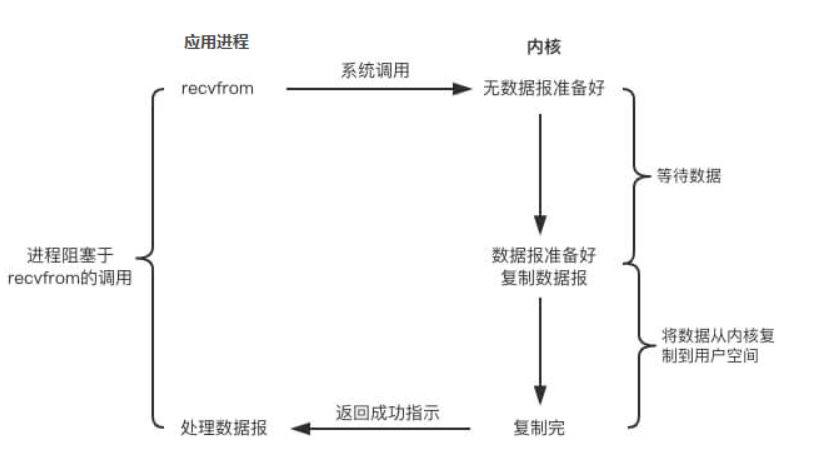 应用进程
内核
系统调用
recvfrom
无数据报准备好
等待数据
进程阻塞于
recvfrom的调用
数据报准备好
复制数据报
将数据从内核复
制到用户空间
返回成功指示
处理数据报
复制完